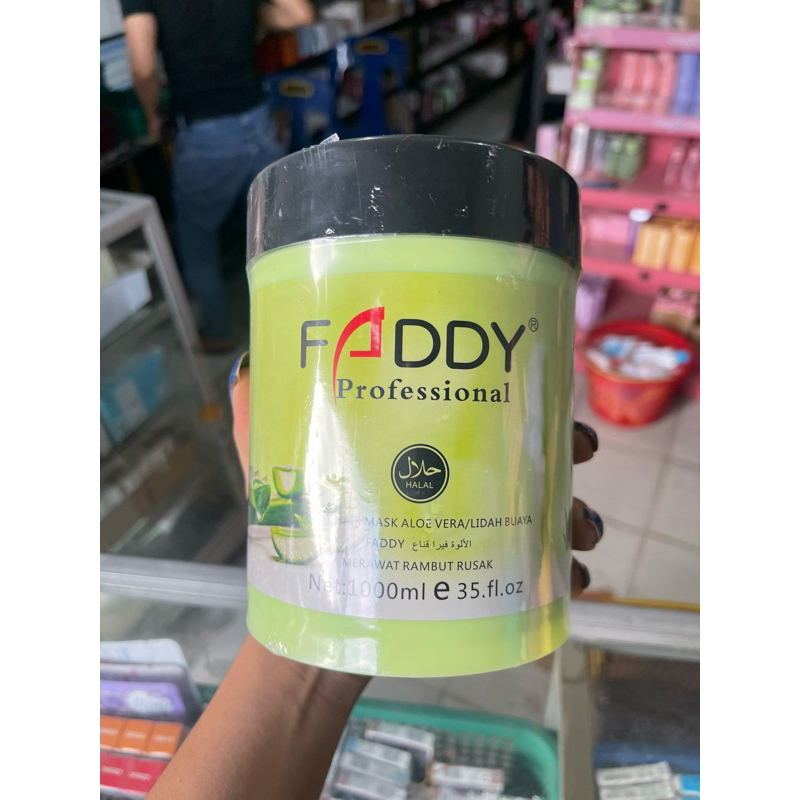 FADDY®
Professional
حلال
HALAL
MASK ALOE VERA/LIDAH BUAYA
FADDY الألوة فيرا قناع
MERAWAT RAMBUT RUSAK
Net:1000ml e 35.fl.oz